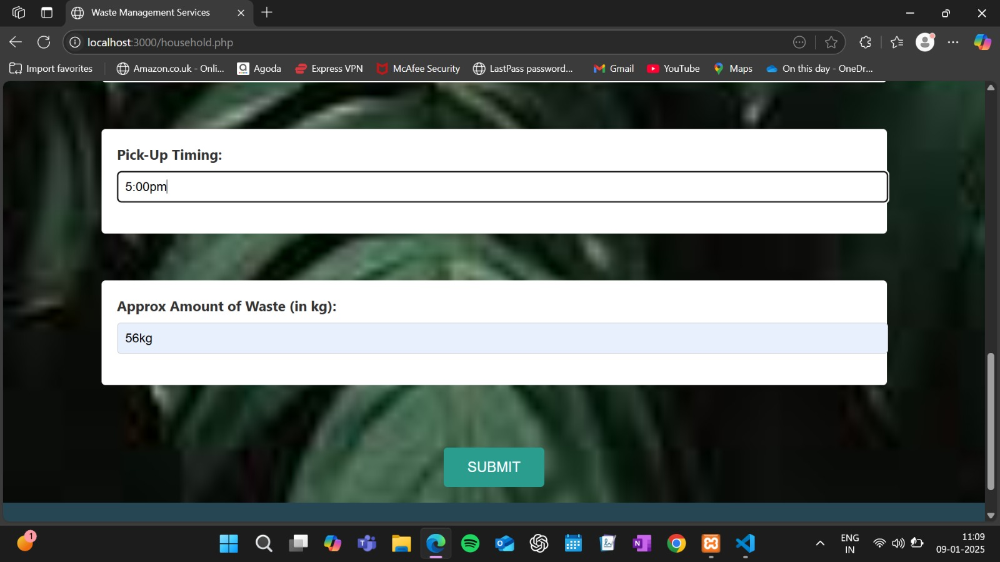 Waste Management Services
localhost:3000/household.php
Import favorites
Amazon.co.uk - Onli...
Agoda
Express VPN
McAfee Security
LastPass password...
Gmail
YouTube
Maps
On this day - OneDr...
Pick-Up Timing:
5:00pm
Approx Amount of Waste (in kg):
56kg
SUBMIT
1
ENG
IN
11:09
09-01-2025